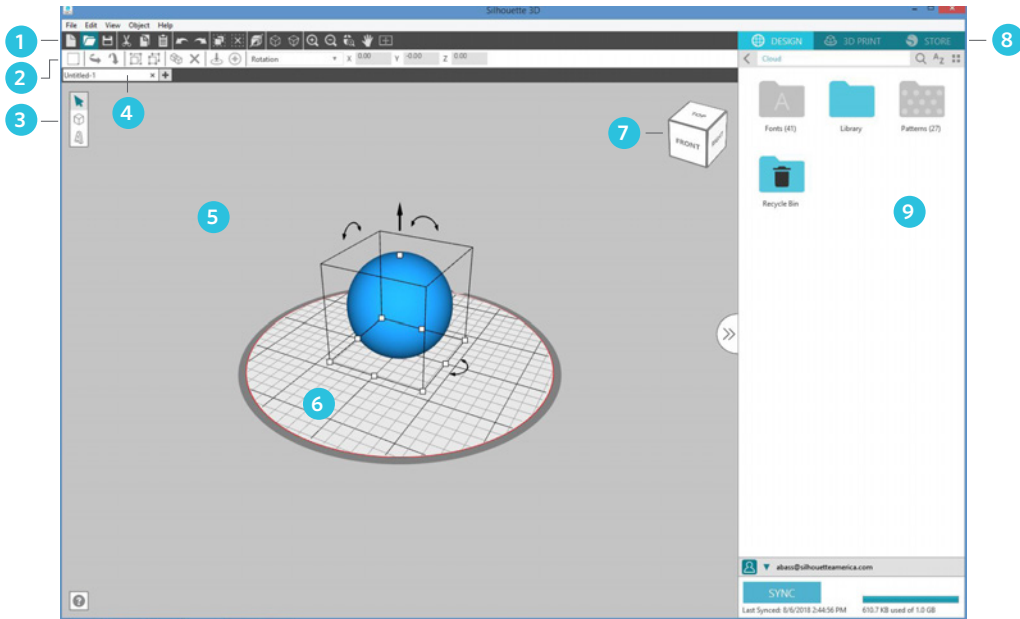 Silhouette 3D
File Edit View Object Help
1
DESIGN 3D PRINT STORE
8
2
Rotation X 0.00 Y -0.00 Z 0.00
Cloud
AZ
Untitled-1 × +
3
4
A
7
TOP
FRONT
RIGHT
Fonts (41) Library Patterns (27)
5
9
Recycle Bin
6
abass@silhouetteamerica.com
SYNC
Last Synced: 8/6/2018 2:44:56 PM 610.7 KB used of 1.0 GB
?